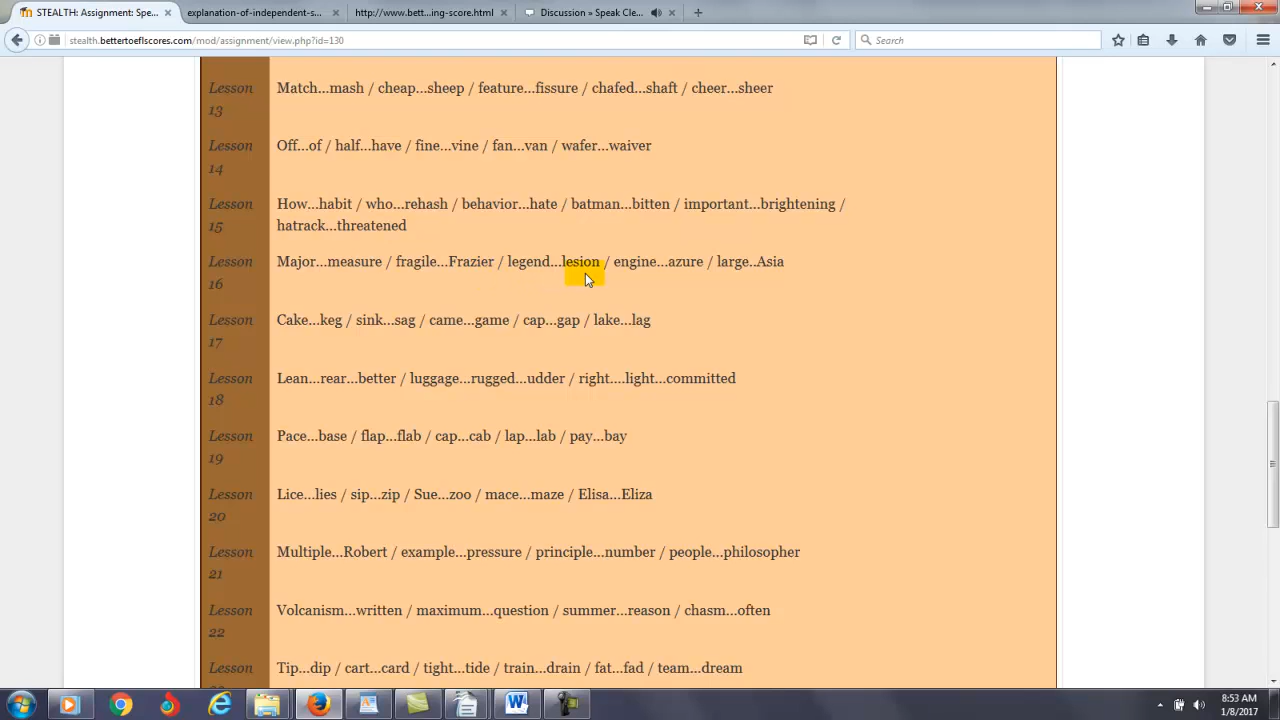 STEALTH: Assignment: Spe...
explanation-of-independent-s...
http://www.bett...ing-score.html
Discussion » Speak Cle...
stealth.bettertoeflscores.com/mod/assignment/view.php?id=130
Search
Lesson 13
Match...mash / cheap...sheep / feature...fissure / chafed...shaft / cheer...sheer
Lesson 14
Off...of / half...have / fine...vine / fan...van / wafer...waiver
Lesson 15
How...habit / who...rehash / behavior...hate / batman...bitten / important...brightening /
hatrack...threatened
Lesson 16
Major...measure / fragile...Frazier / legend...lesion / engine...azure / large..Asia
Lesson 17
Cake...keg / sink...sag / came...game / cap...gap / lake...lag
Lesson 18
Lean...rear...better / luggage...rugged...udder / right....light...committed
Lesson 19
Pace...base / flap...flab / cap...cab / lap...lab / pay...bay
Lesson 20
Lice...lies / sip...zip / Sue...zoo / mace...maze / Elisa...Eliza
Lesson 21
Multiple...Robert / example...pressure / principle...number / people...philosopher
Lesson 22
Volcanism...written / maximum...question / summer...reason / chasm...often
Lesson
Tip...dip / cart...card / tight...tide / train...drain / fat...fad / team...dream
8:53 AM
1/8/2017